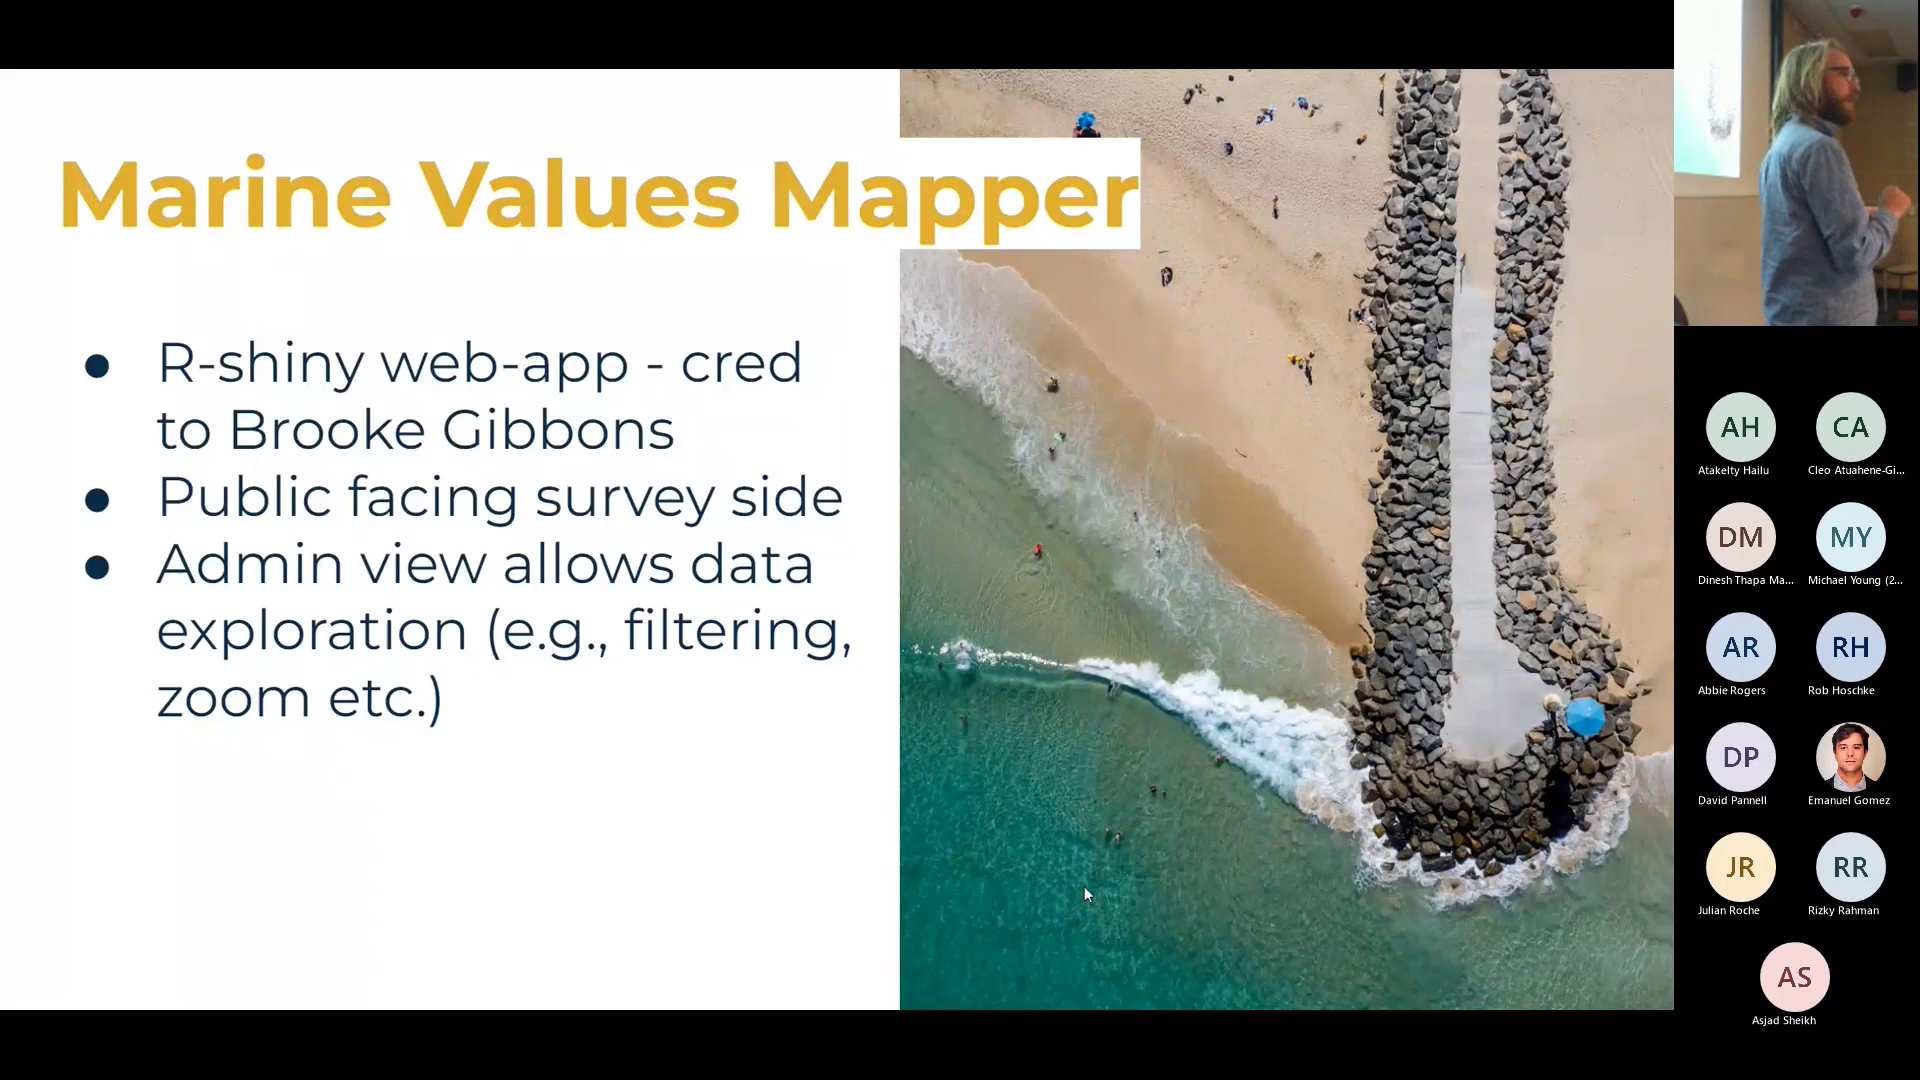 Marine Values Mapper
● R-shiny web-app - cred
to Brooke Gibbons
● Public facing survey side
● Admin view allows data
exploration (e.g., filtering,
zoom etc.)
AH
CA
Atakelty Hailu
Cleo Atuahene-Gi...
DM
MY
Dinesh Thapa Ma...
Michael Young (2...
AR
RH
Abbie Rogers
Rob Hoschke
DP
David Pannell
Emanuel Gomez
JR
RR
Julian Roche
Rizky Rahman
AS
Asjad Sheikh